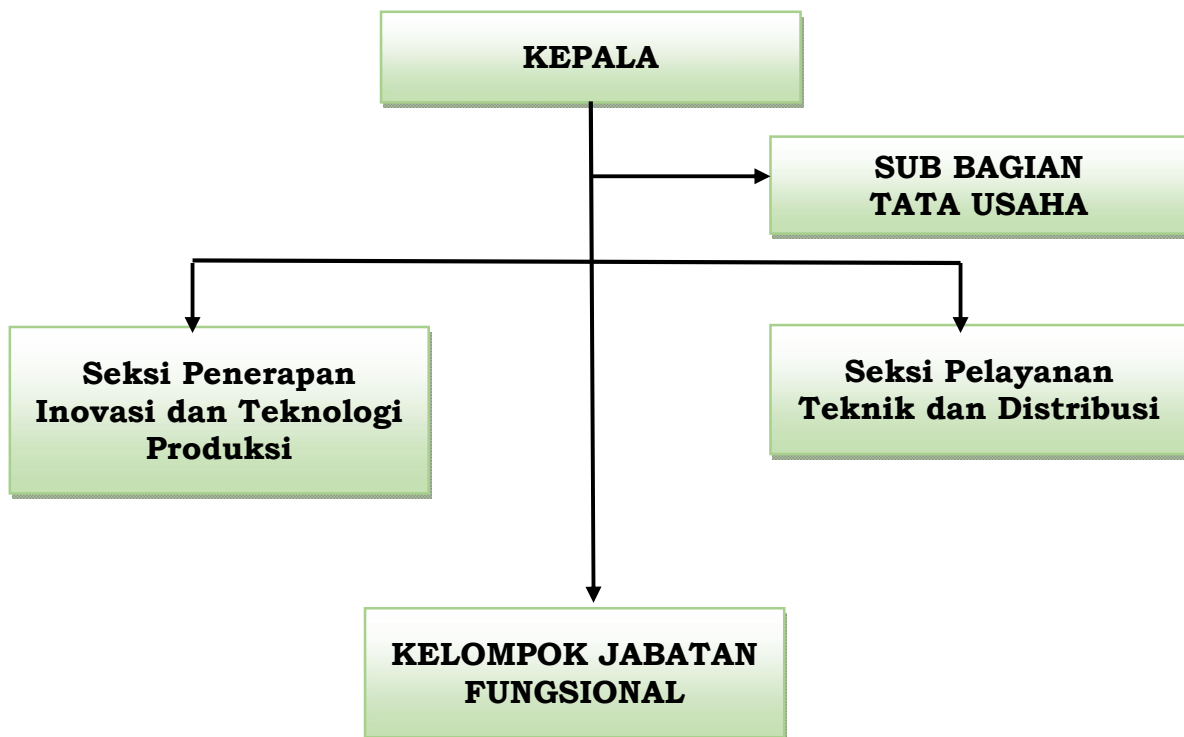 KEPALA
SUB BAGIAN
TATA USAHA
Seksi Penerapan
Inovasi dan Teknologi
Produksi
Seksi Pelayanan
Teknik dan Distribusi
KELOMPOK JABATAN
FUNGSIONAL